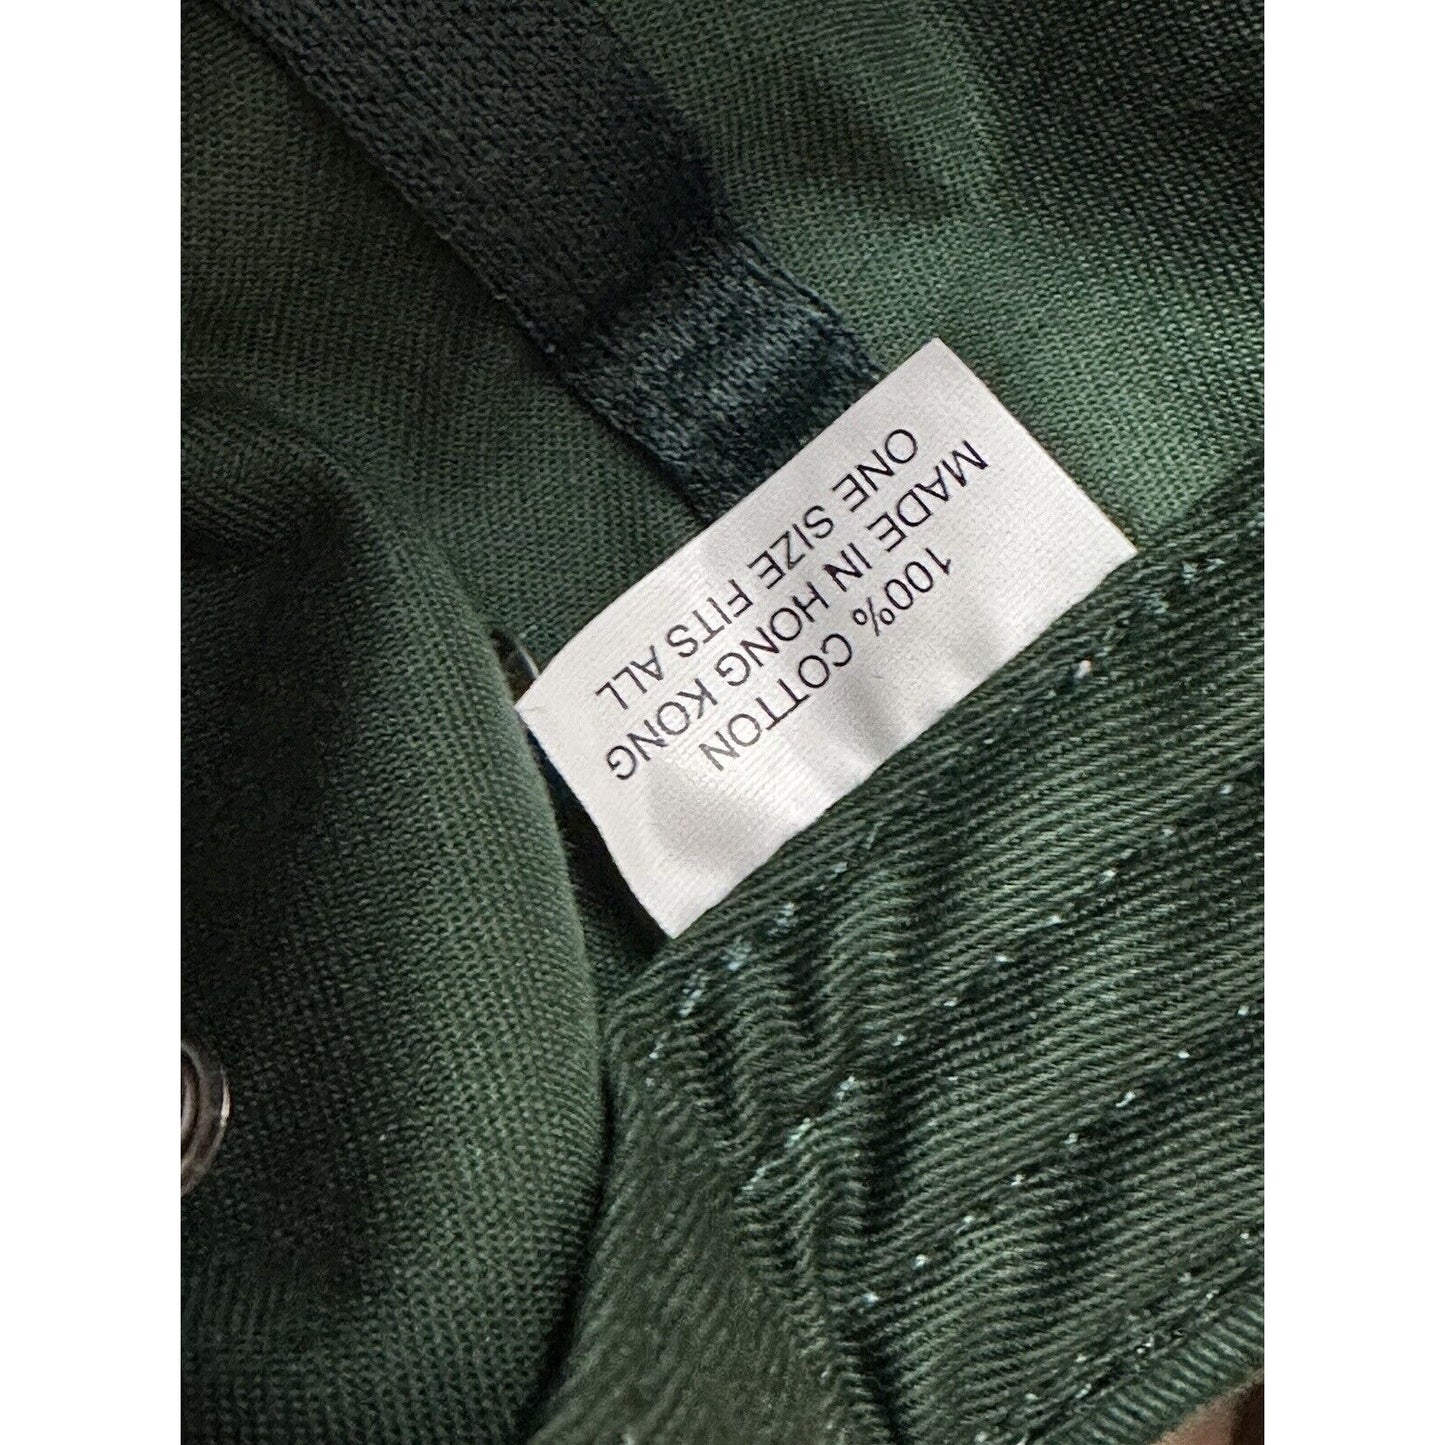 100% COTTON
MADE IN HONG KONG
ONE SIZE FITS ALL